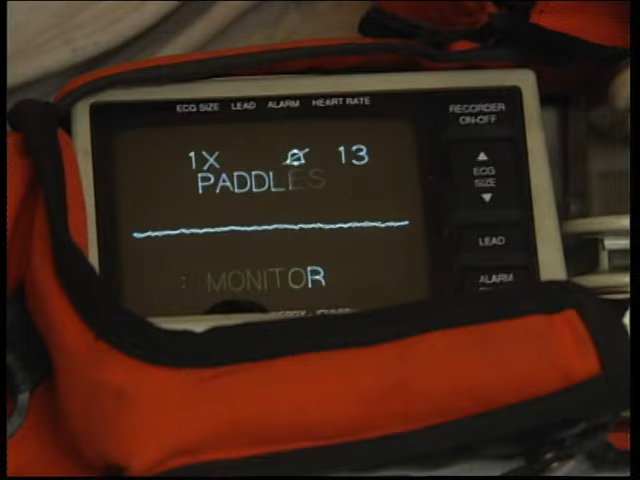 ECG SIZE LEAD ALARM HEART RATE
RECORDER
ON-OFF
1X 13
PADDLES
ECG
SIZE
LEAD
MONITOR
ALARM